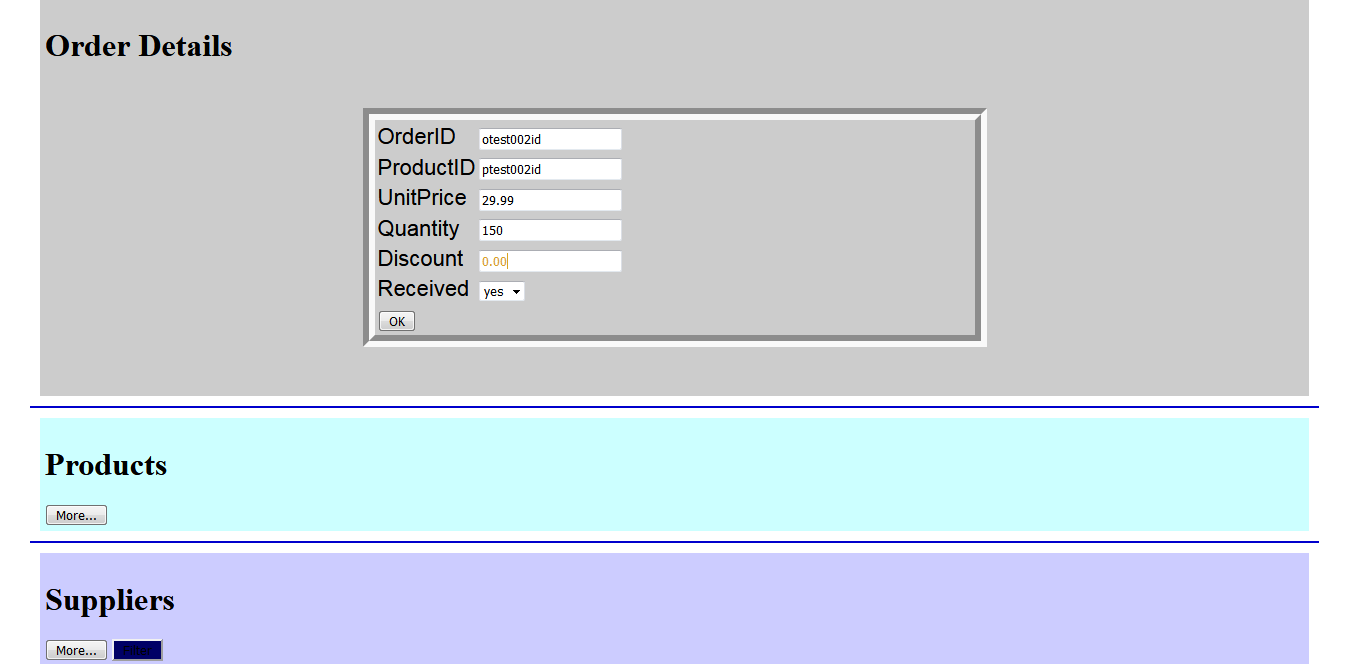 Order Details
OrderID otest002id
ProductID ptest002id
UnitPrice 29.99
Quantity 150
Discount 0.00
Received yes
OK
Products
More...
Suppliers
More... Filter